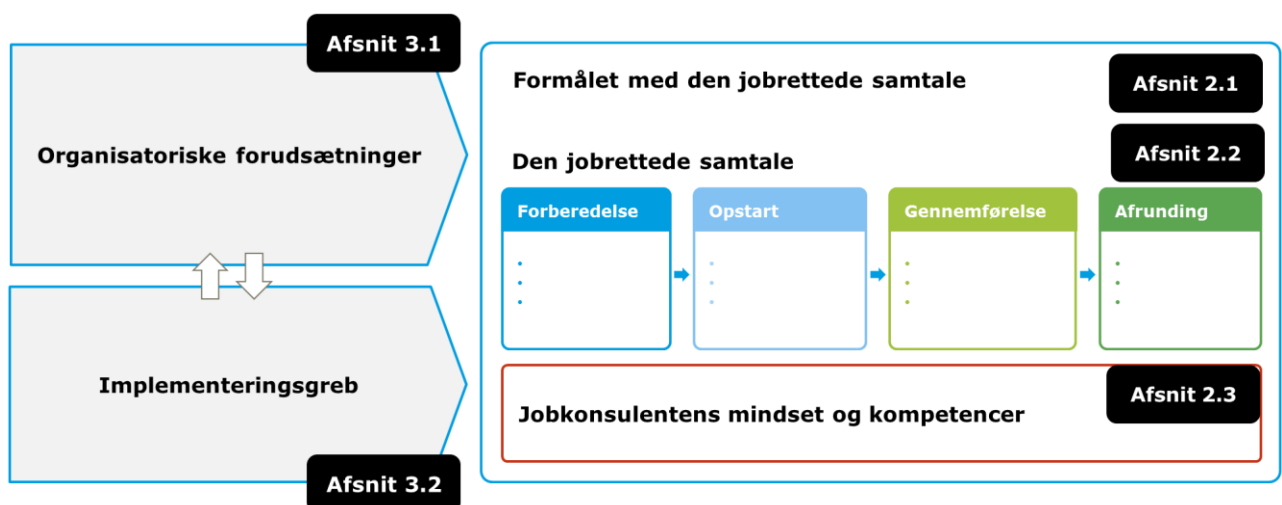 Afsnit 3.1
Organisatoriske forudsætninger
Implementeringsgreb
Afsnit 3.2
Formålet med den jobrettede samtale
Afsnit 2.1
Den jobrettede samtale
Afsnit 2.2
Forberedelse
Opstart
Gennemførelse
Afrunding
Jobkonsulentens mindset og kompetencer
Afsnit 2.3